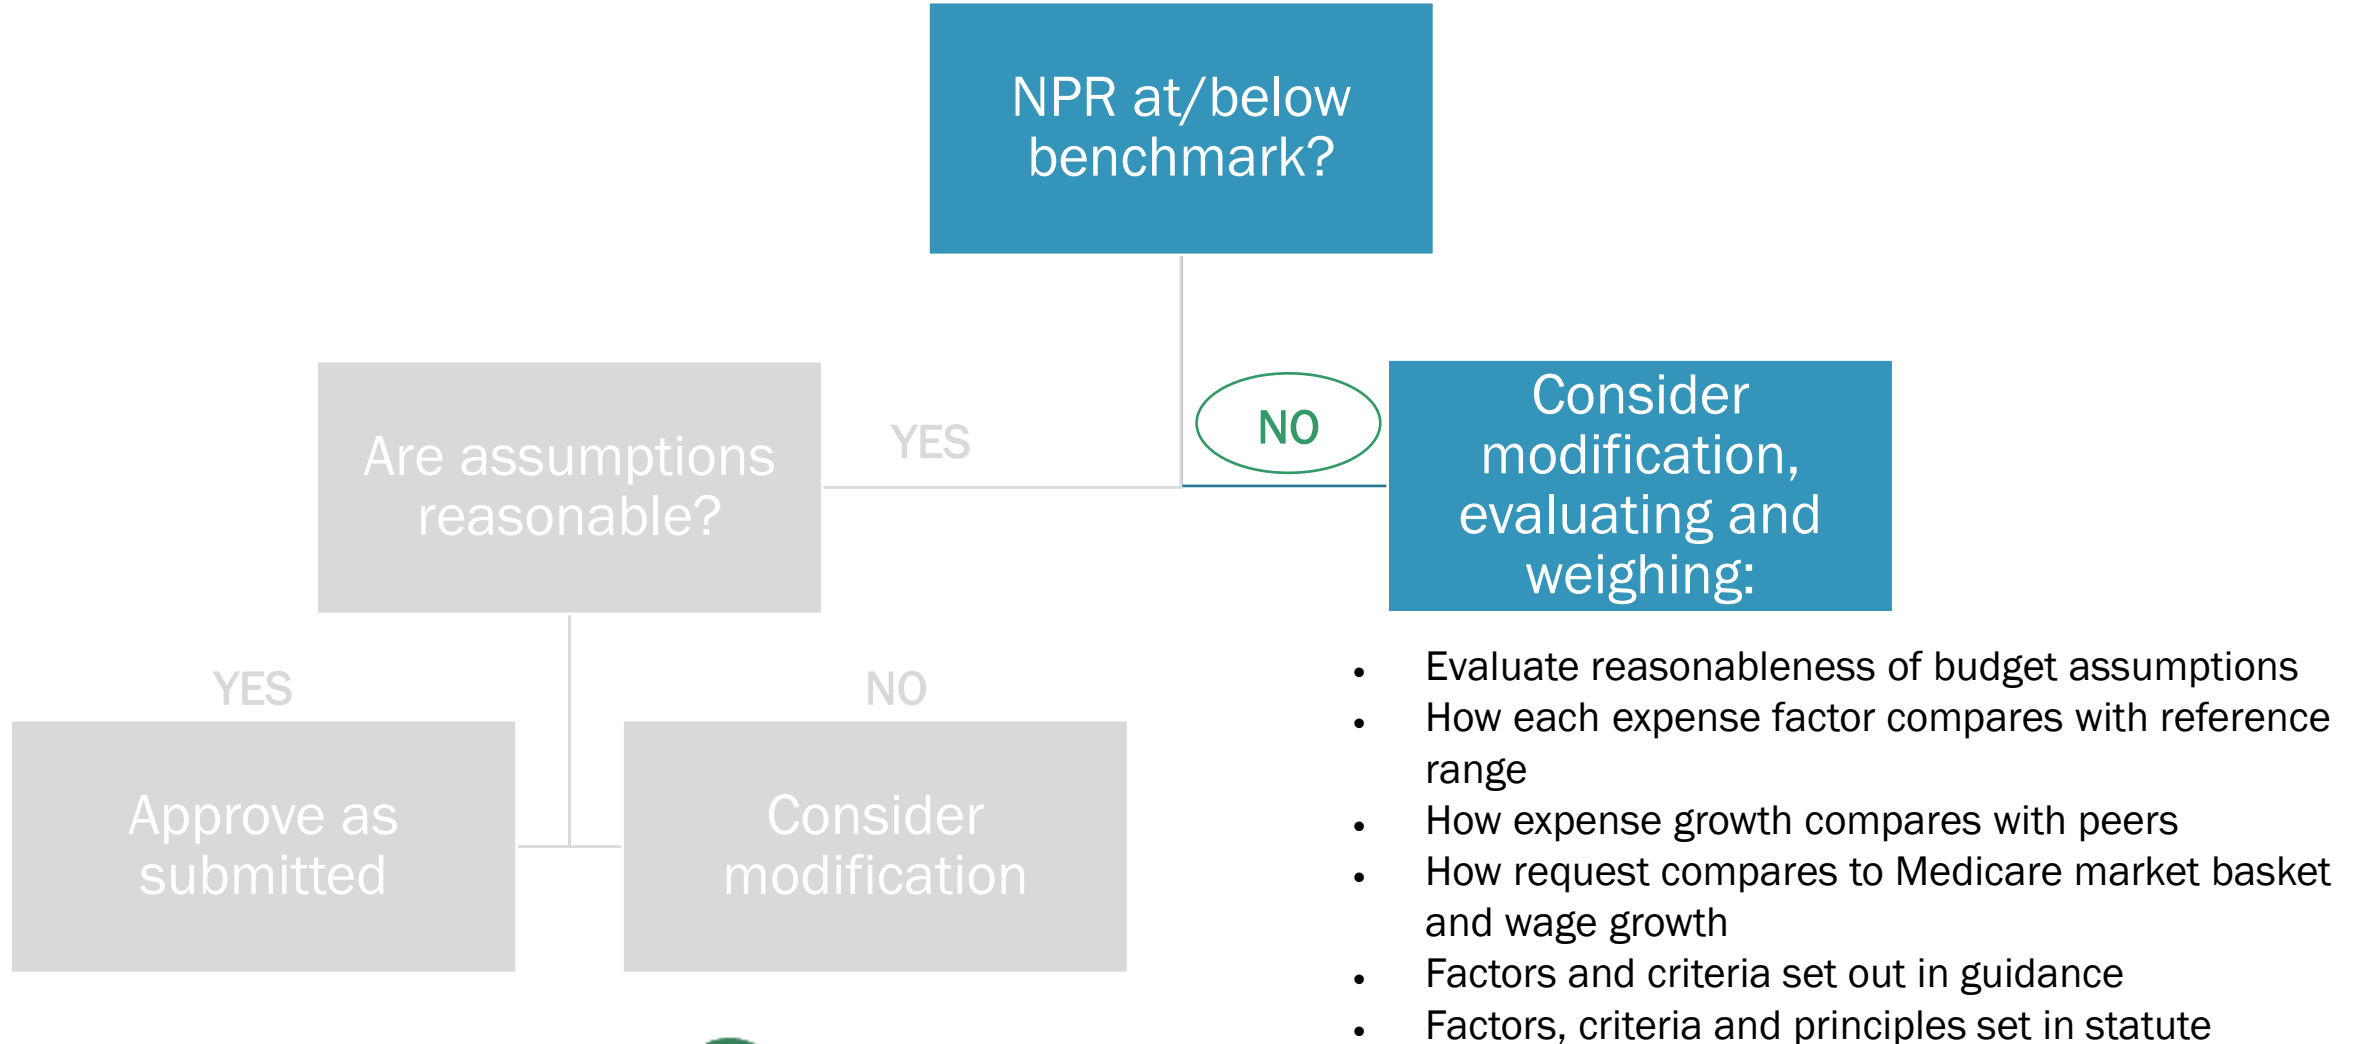 NPR at/below
benchmark?
YES
NO
Are assumptions
reasonable?
Consider
modification,
evaluating and
weighing:
YES
NO
Approve as
submitted
Consider
modification
• Evaluate reasonableness of budget assumptions
• How each expense factor compares with reference
range
• How expense growth compares with peers
• How request compares to Medicare market basket
and wage growth
• Factors and criteria set out in guidance
• Factors, criteria and principles set in statute